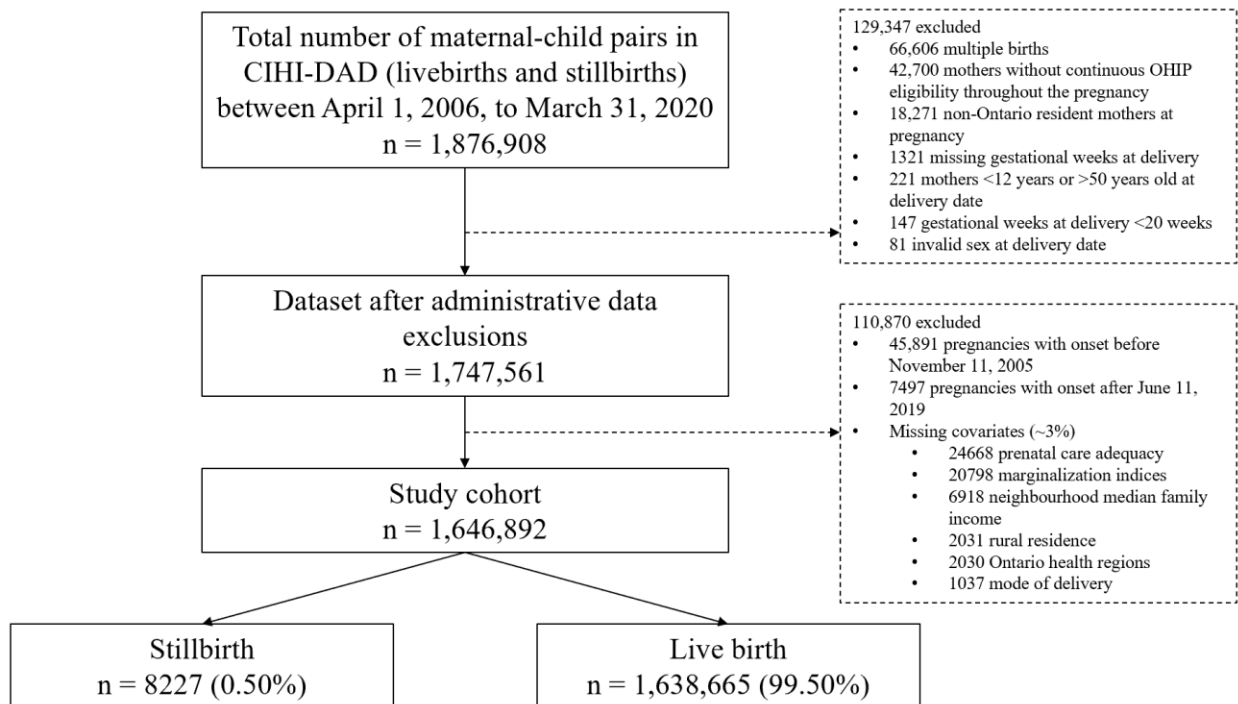 Total number of maternal-child pairs in
CIHI-DAD (livebirths and stillbirths)
between April 1, 2006, to March 31, 2020
n = 1,876,908
129,347 excluded
• 66,606 multiple births
• 42,700 mothers without continuous OHIP
eligibility throughout the pregnancy
• 18,271 non-Ontario resident mothers at
pregnancy
• 1321 missing gestational weeks at delivery
• 221 mothers <12 years or >50 years old at
delivery date
• 147 gestational weeks at delivery <20 weeks
• 81 invalid sex at delivery date
Dataset after administrative data
exclusions
n = 1,747,561
110,870 excluded
• 45,891 pregnancies with onset before
November 11, 2005
• 7497 pregnancies with onset after June 11,
2019
• Missing covariates (~3%)
• 24668 prenatal care adequacy
• 20798 marginalization indices
• 6918 neighbourhood median family
income
• 2031 rural residence
• 2030 Ontario health regions
• 1037 mode of delivery
Study cohort
n = 1,646,892
Stillbirth
n = 8227 (0.50%)
Live birth
n = 1,638,665 (99.50%)